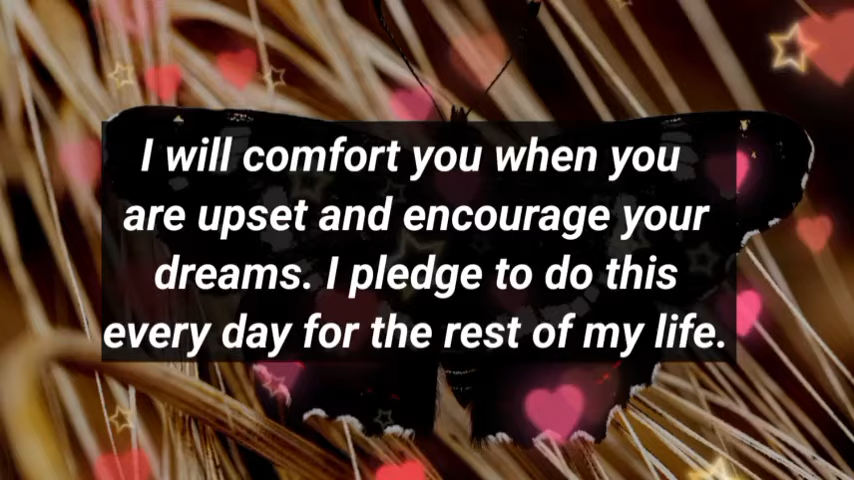 I will comfort you when you
are upset and encourage your
dreams. I pledge to do this
every day for the rest of my life.